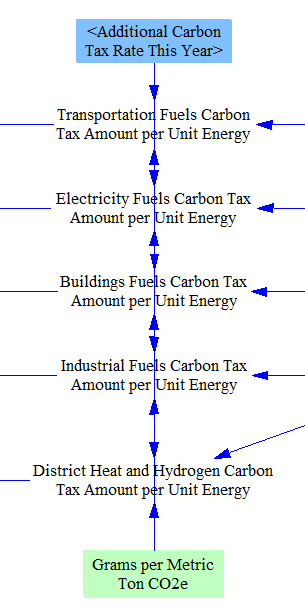 <Additional Carbon
Tax Rate This Year>
Transportation Fuels Carbon
Tax Amount per Unit Energy
Electricity Fuels Carbon Tax
Amount per Unit Energy
Buildings Fuels Carbon Tax
Amount per Unit Energy
Industrial Fuels Carbon Tax
Amount per Unit Energy
District Heat and Hydrogen Carbon
Tax Amount per Unit Energy
Grams per Metric
Ton CO2e